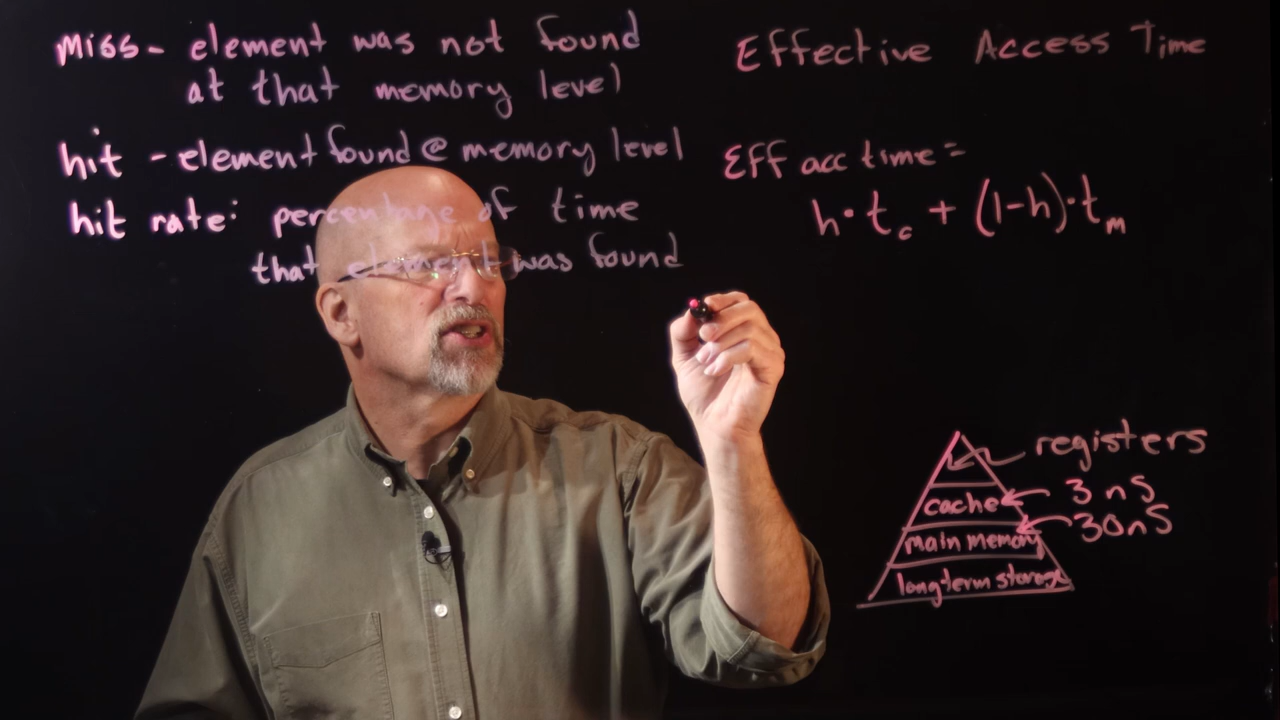 Miss - element was not found
at that memory level
hit - element found @ memory level
hit rate: percentage of time
that element was found
Effective Access Time
Eff acc time =
h · t_c + (1-h) · t_m
registers
cache
3 nS
30nS
main memory
long term storage